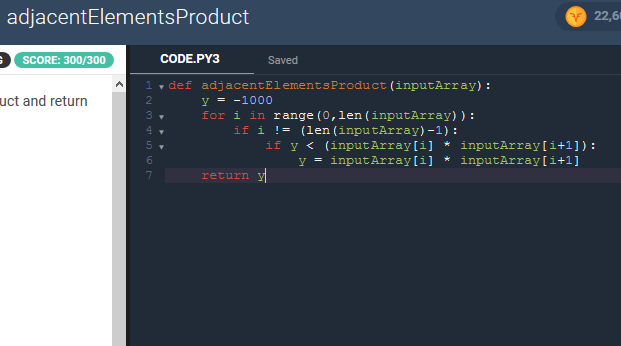 adjacentElementsProduct
SCORE: 300/300
CODE.PY3
Saved
uct and return
1 def adjacentElementsProduct(inputArray):
2 y = -1000
3 for i in range(0,len(inputArray)):
4 if i != (len(inputArray)-1):
5 if y < (inputArray[i] * inputArray[i+1]):
6 y = inputArray[i] * inputArray[i+1]
7 return y